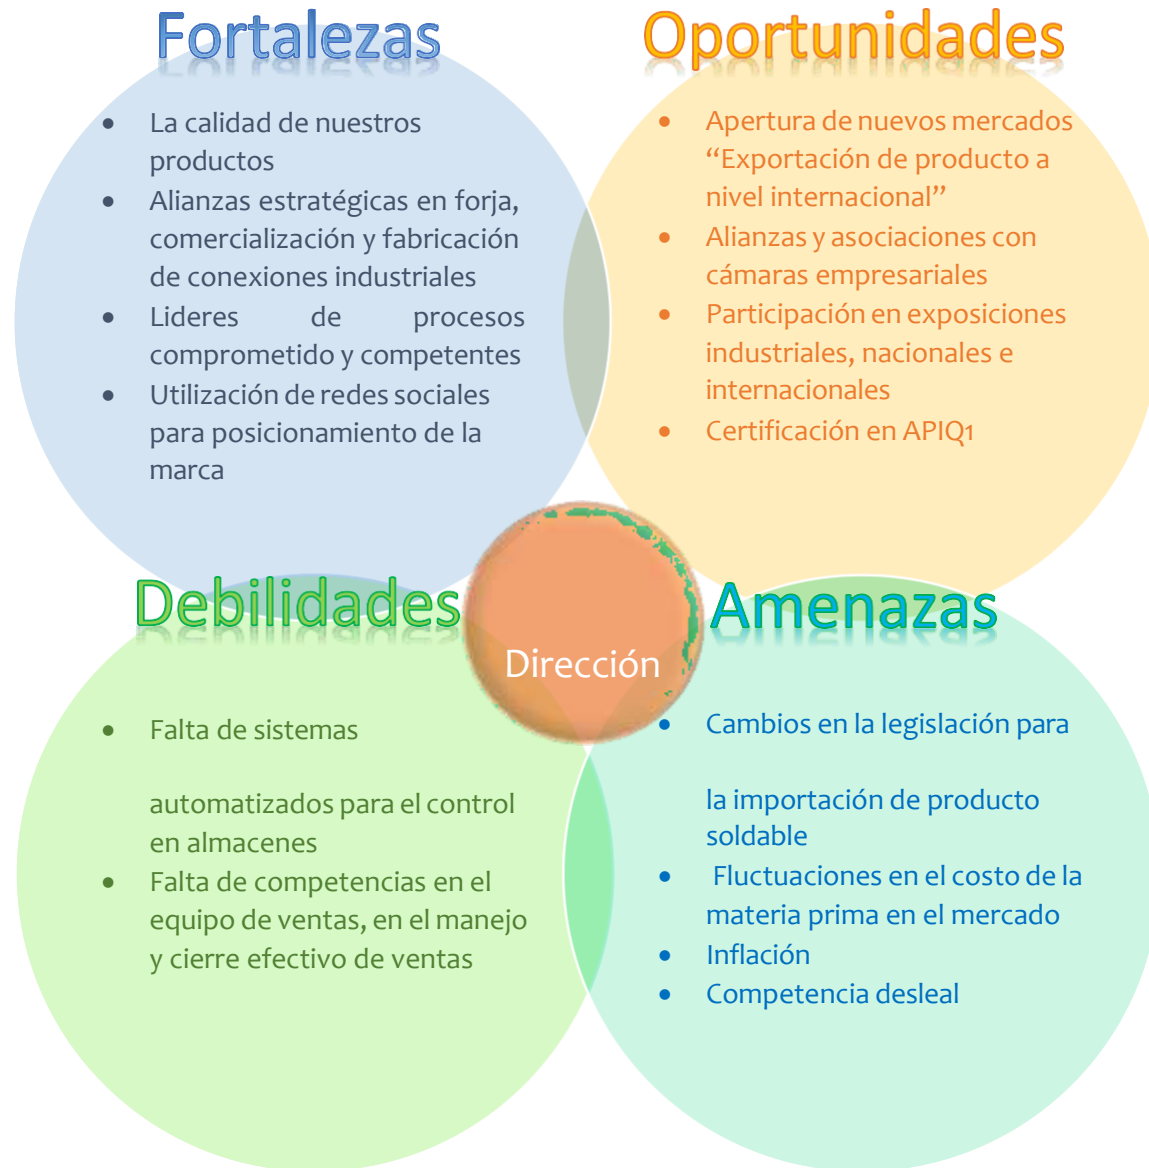 Fortalezas
• La calidad de nuestros
productos
• Alianzas estratégicas en forja,
comercialización y fabricación
de conexiones industriales
• Lideres de procesos
comprometido y competentes
• Utilización de redes sociales
para posicionamiento de la
marca
Oportunidades
• Apertura de nuevos mercados
“Exportación de producto a
nivel internacional”
• Alianzas y asociaciones con
cámaras empresariales
• Participación en exposiciones
industriales, nacionales e
internacionales
• Certificación en APIQ1
Dirección
Debilidades
• Falta de sistemas
automatizados para el control
en almacenes
• Falta de competencias en el
equipo de ventas, en el manejo
y cierre efectivo de ventas
Amenazas
• Cambios en la legislación para
la importación de producto
soldable
• Fluctuaciones en el costo de la
materia prima en el mercado
• Inflación
• Competencia desleal